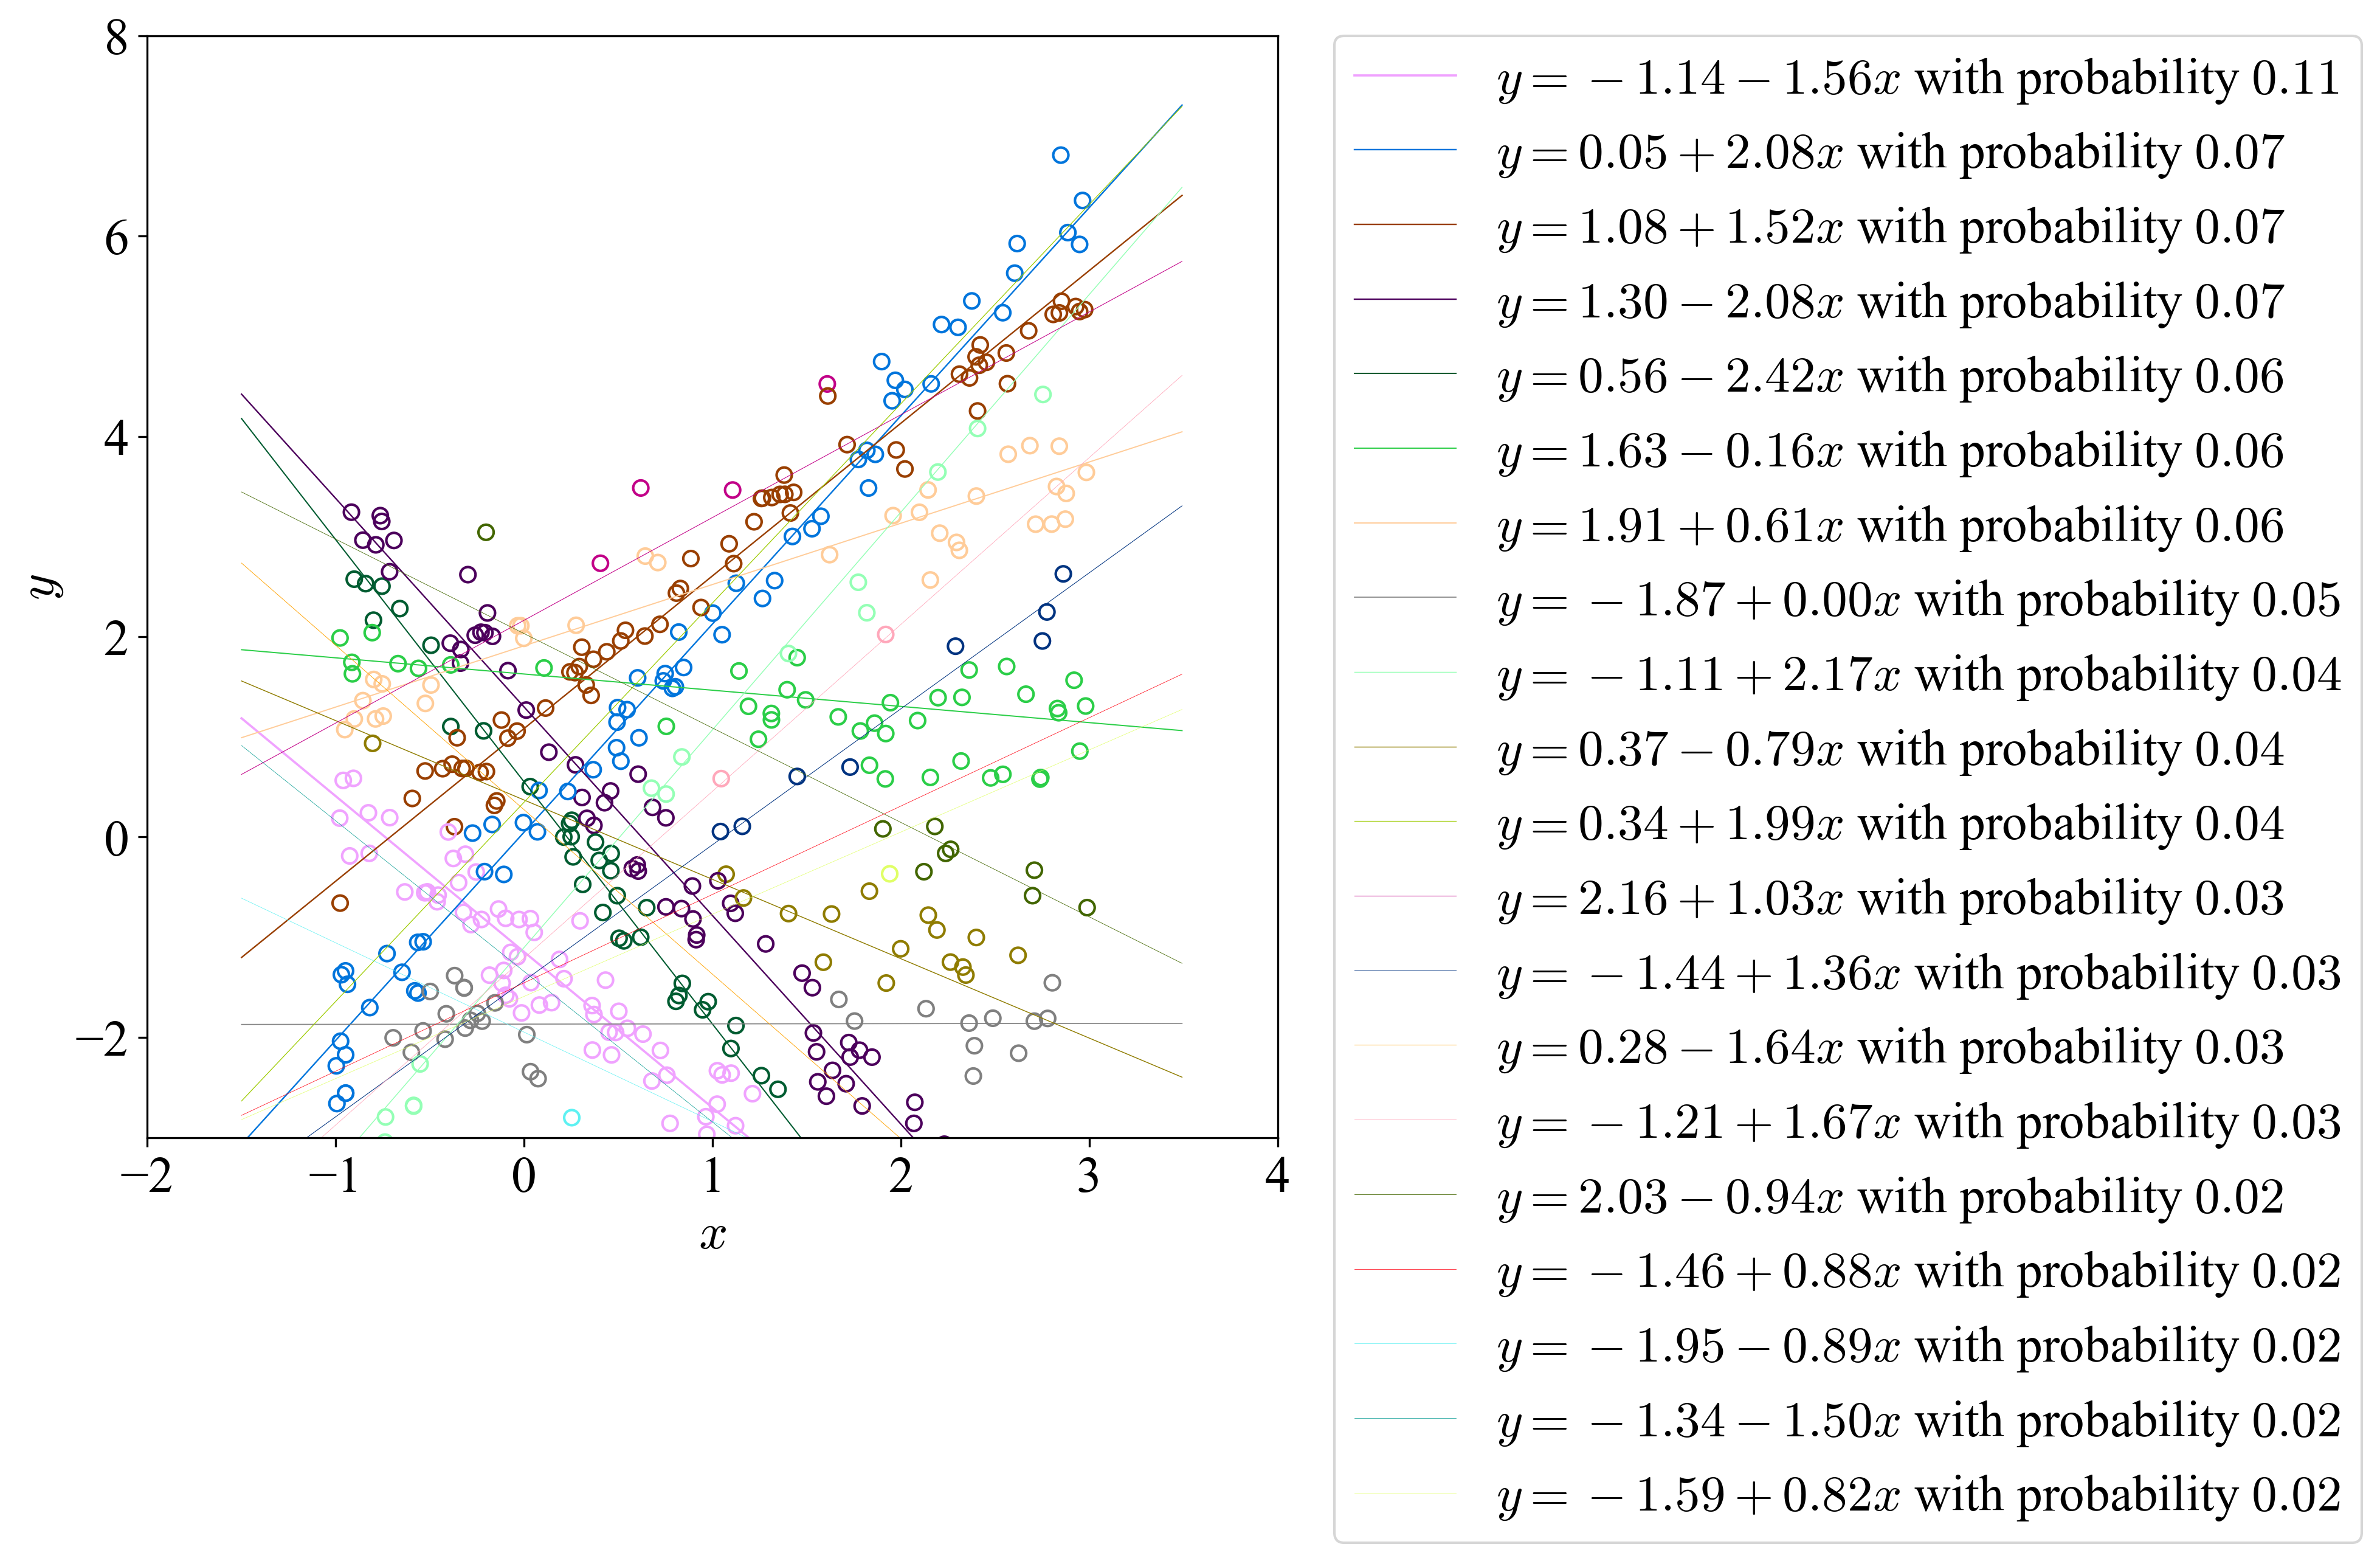 8
6
4
2
0
−2
−2 −1 0 1 2 3 4
x
y
y = −1.14 − 1.56x with probability 0.11
y = 0.05 + 2.08x with probability 0.07
y = 1.08 + 1.52x with probability 0.07
y = 1.30 − 2.08x with probability 0.07
y = 0.56 − 2.42x with probability 0.06
y = 1.63 − 0.16x with probability 0.06
y = 1.91 + 0.61x with probability 0.06
y = −1.87 + 0.00x with probability 0.05
y = −1.11 + 2.17x with probability 0.04
y = 0.37 − 0.79x with probability 0.04
y = 0.34 + 1.99x with probability 0.04
y = 2.16 + 1.03x with probability 0.03
y = −1.44 + 1.36x with probability 0.03
y = 0.28 − 1.64x with probability 0.03
y = −1.21 + 1.67x with probability 0.03
y = 2.03 − 0.94x with probability 0.02
y = −1.46 + 0.88x with probability 0.02
y = −1.95 − 0.89x with probability 0.02
y = −1.34 − 1.50x with probability 0.02
y = −1.59 + 0.82x with probability 0.02